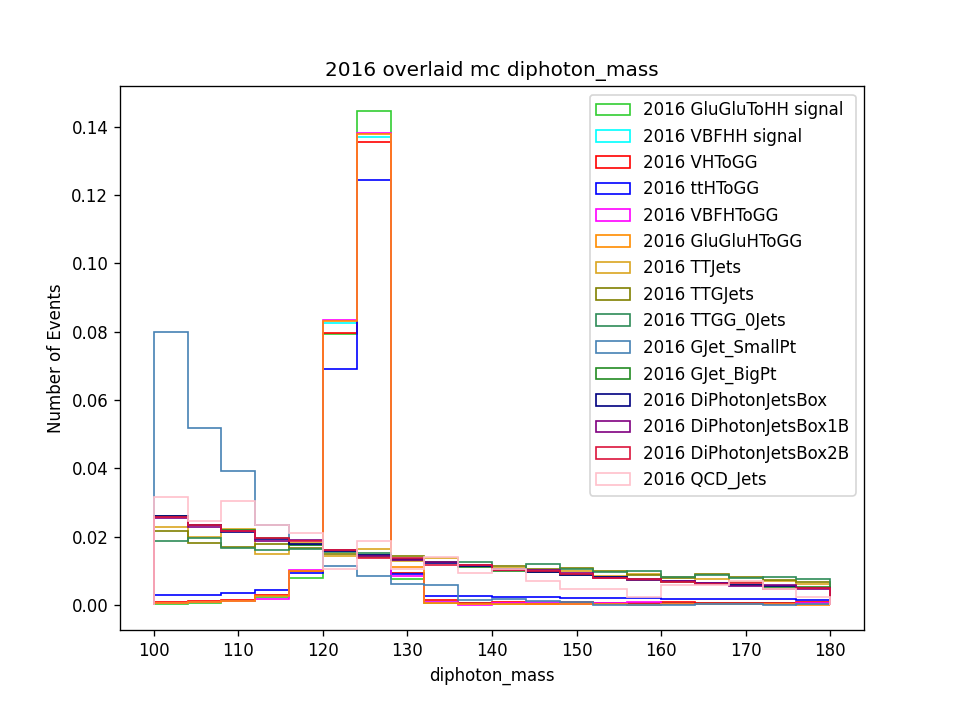 2016 overlaid mc diphoton_mass
Number of Events
0.14
0.12
0.10
0.08
0.06
0.04
0.02
0.00
2016 GluGluToHH signal
2016 VBFHH signal
2016 VHToGG
2016 ttHToGG
2016 VBFHToGG
2016 GluGluHToGG
2016 TTJets
2016 TTGJets
2016 TTGG_0Jets
2016 GJet_SmallPt
2016 GJet_BigPt
2016 DiPhotonJetsBox
2016 DiPhotonJetsBox1B
2016 DiPhotonJetsBox2B
2016 QCD_Jets
100 110 120 130 140 150 160 170 180
diphoton_mass